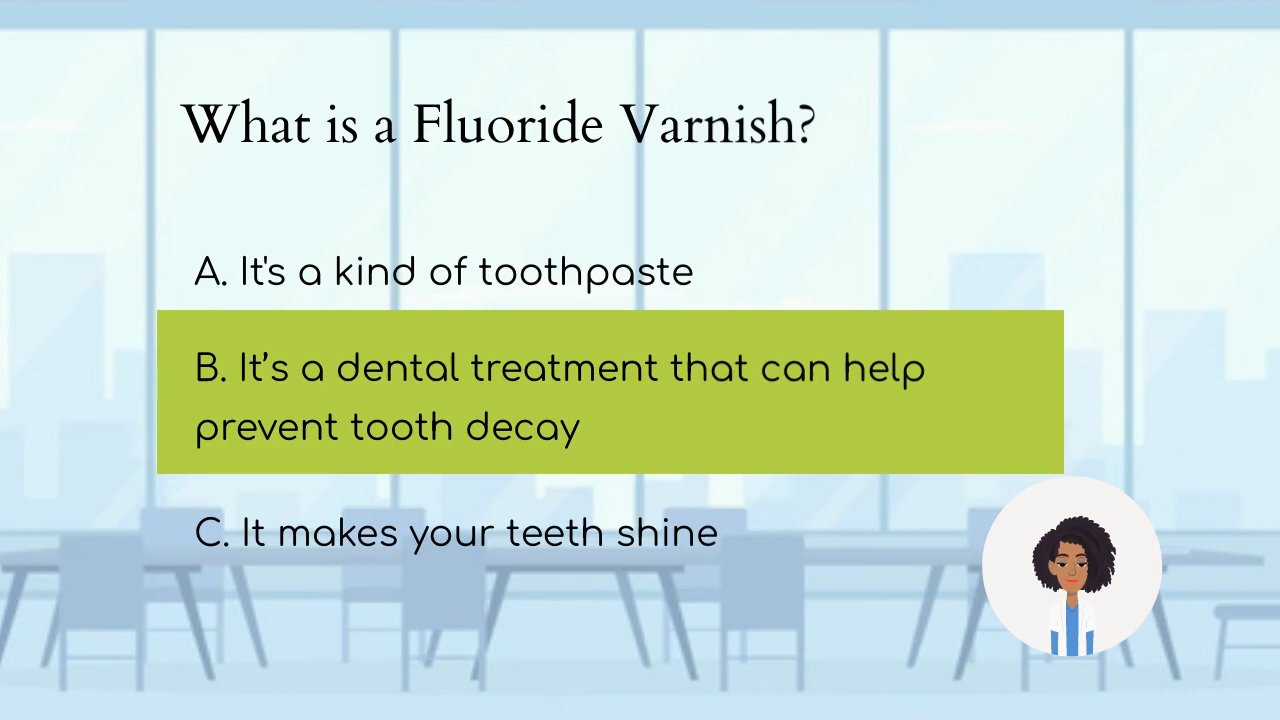 What is a Fluoride Varnish?
A. It's a kind of toothpaste
B. It’s a dental treatment that can help
prevent tooth decay
C. It makes your teeth shine